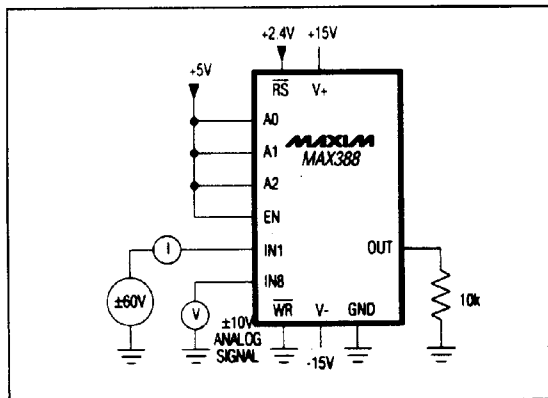 +2.4V +15V
+5V
RS V+
A0
MAXIM
MAX388
A1
A2
EN
I
IN1
OUT
IN8
±60V
V
10k
±10V
ANALOG
SIGNAL
WR V- GND
-15V